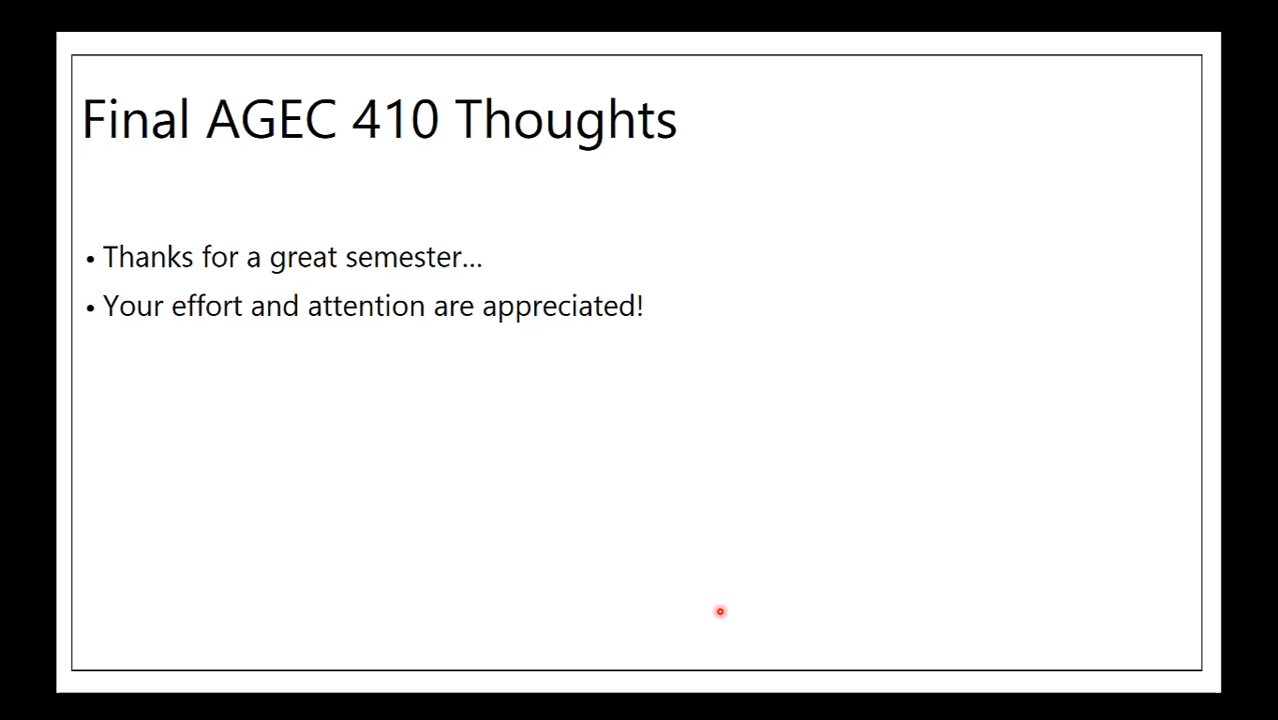 Final AGEC 410 Thoughts
• Thanks for a great semester...
• Your effort and attention are appreciated!